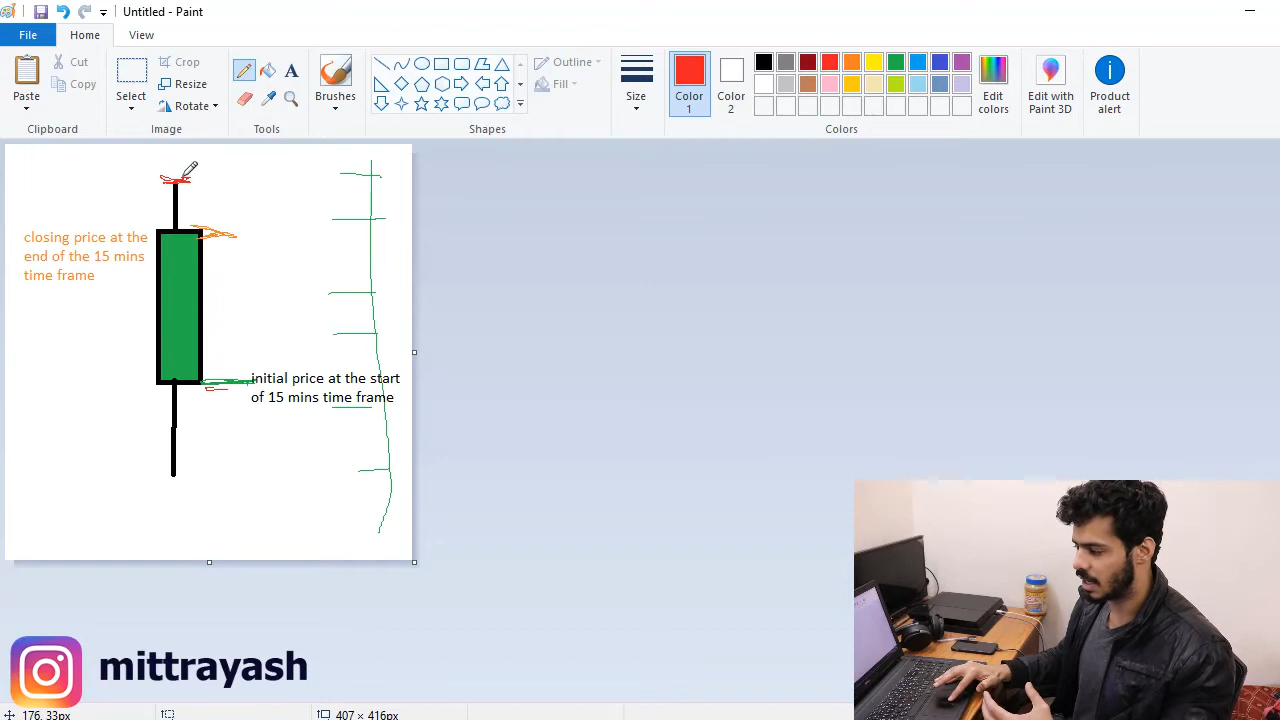 Untitled - Paint
File
Home
View
Paste
Cut
Copy
Clipboard
Select
Crop
Resize
Rotate
Image
A
Tools
Brushes
Outline
Fill
Shapes
Size
Color
1
Color
2
Edit
colors
Colors
Edit with
Paint 3D
Product
alert
closing price at the
end of the 15 mins
time frame
initial price at the start
of 15 mins time frame
mittrayash
176, 33px
407 × 416px